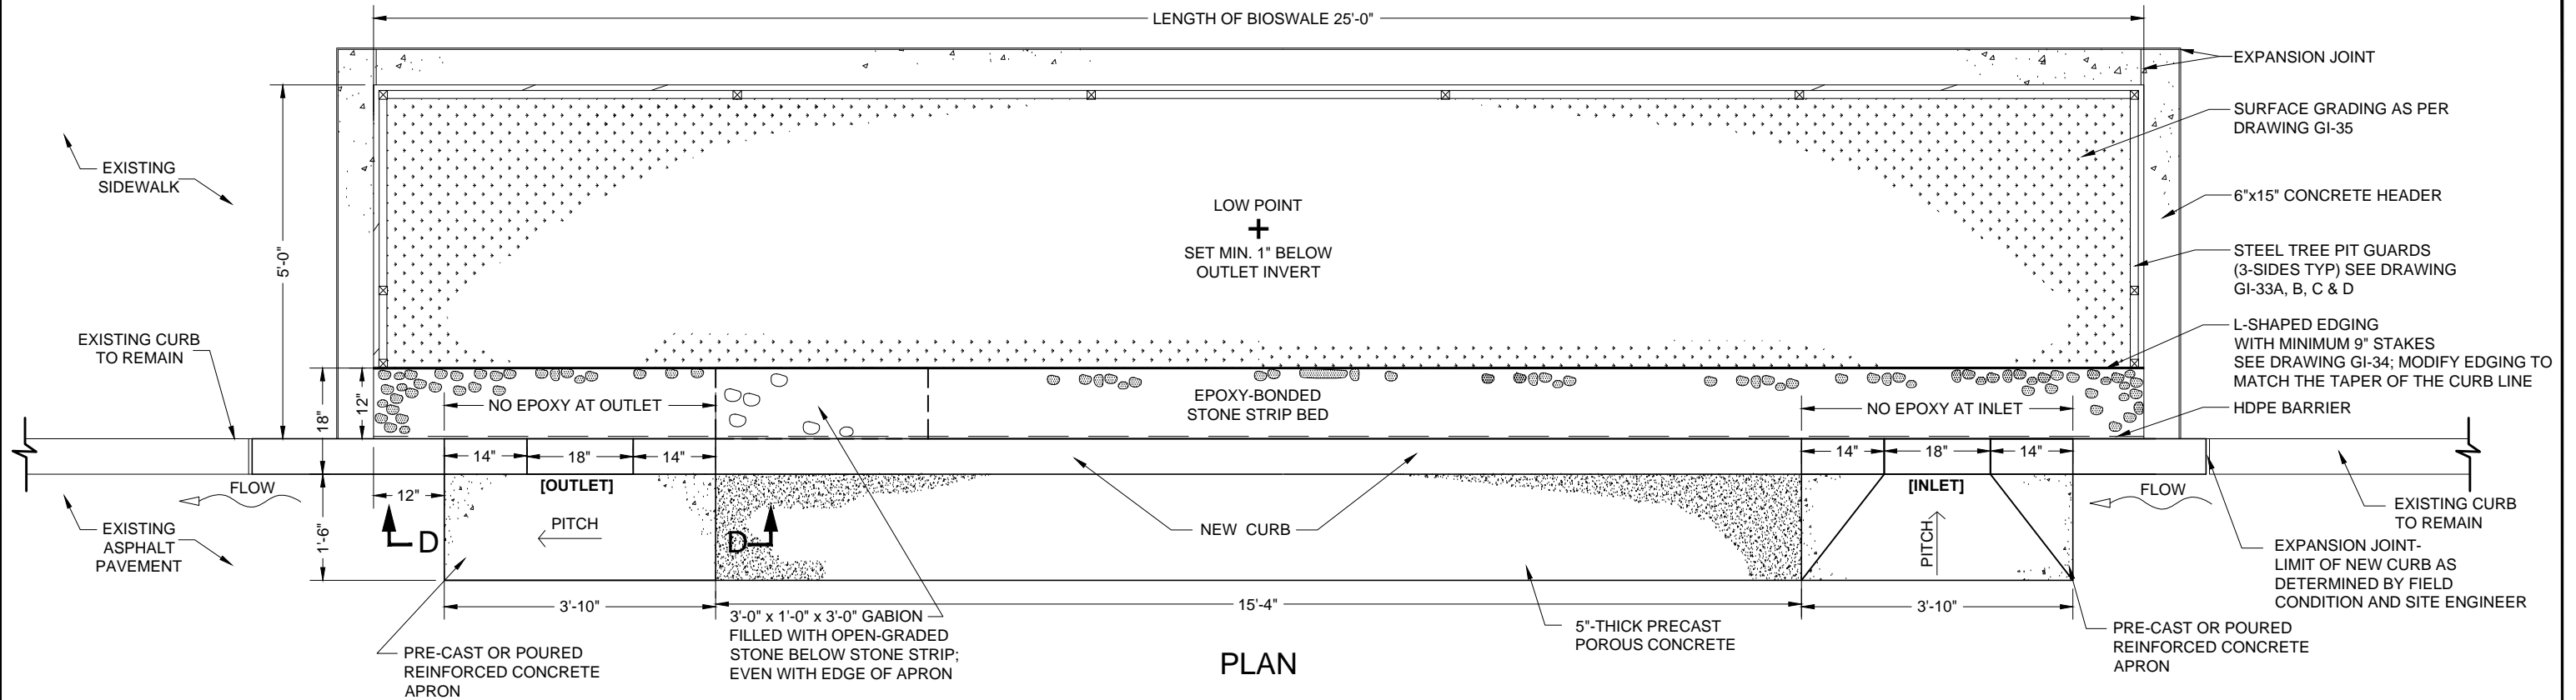 LENGTH OF BIOSWALE 25'-0"
EXPANSION JOINT
SURFACE GRADING AS PER
DRAWING GI-35
EXISTING
SIDEWALK
6"x15" CONCRETE HEADER
LOW POINT
SET MIN. 1" BELOW
OUTLET INVERT
5'-0"
STEEL TREE PIT GUARDS
(3-SIDES TYP) SEE DRAWING
GI-33A, B, C & D
EXISTING CURB
TO REMAIN
L-SHAPED EDGING
WITH MINIMUM 9" STAKES
SEE DRAWING GI-34; MODIFY EDGING TO
MATCH THE TAPER OF THE CURB LINE
18"
12"
NO EPOXY AT OUTLET
EPOXY-BONDED
STONE STRIP BED
NO EPOXY AT INLET
HDPE BARRIER
14"
18"
14"
14"
18"
14"
FLOW
12"
[OUTLET]
[INLET]
FLOW
EXISTING
ASPHALT
PAVEMENT
1'-6"
D
PITCH
D
NEW CURB
PITCH
EXISTING CURB
TO REMAIN
EXPANSION JOINT-
LIMIT OF NEW CURB AS
DETERMINED BY FIELD
CONDITION AND SITE ENGINEER
3'-10"
15'-4"
3'-10"
3'-0" x 1'-0" x 3'-0" GABION
FILLED WITH OPEN-GRADED
STONE BELOW STONE STRIP;
EVEN WITH EDGE OF APRON
5"-THICK PRECAST
POROUS CONCRETE
PRE-CAST OR POURED
REINFORCED CONCRETE
APRON
PRE-CAST OR POURED
REINFORCED CONCRETE
APRON
PLAN